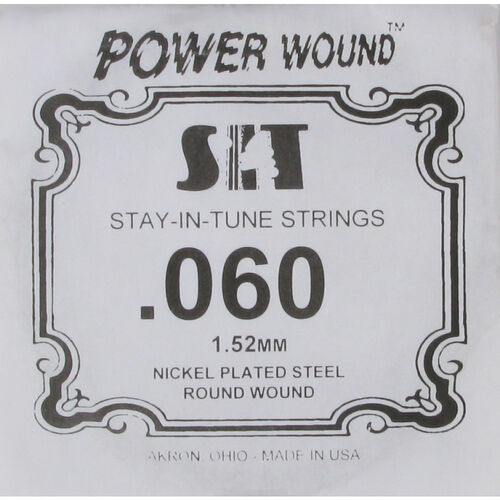 POWER WOUND™
SIT
STAY-IN-TUNE STRINGS
.060
1.52MM
NICKEL PLATED STEEL
ROUND WOUND
AKRON, OHIO - MADE IN USA